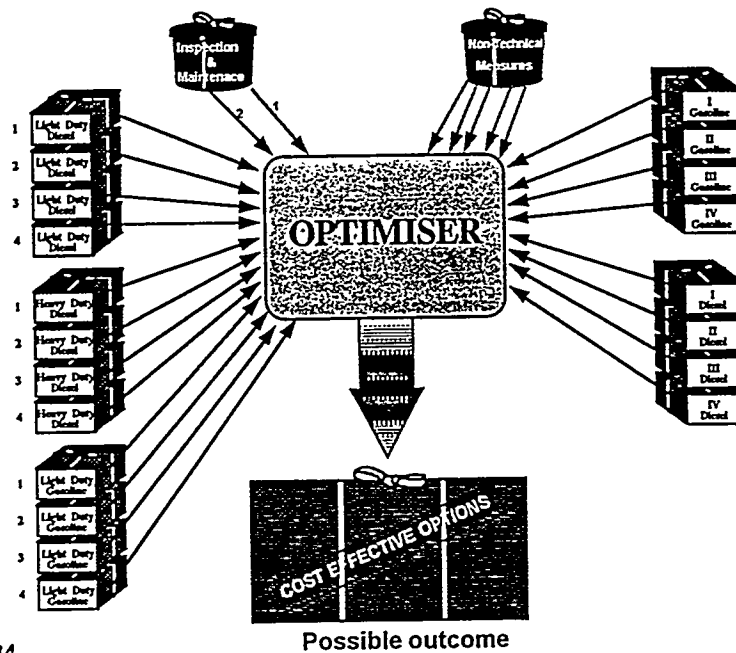 Inspection
&
Maintenace
2
1
Non-Technical
Measures
1
Light Duty
Diesel
2
Light Duty
Diesel
3
Light Duty
Diesel
4
Light Duty
Diesel
I
Gasoline
II
Gasoline
III
Gasoline
IV
Gasoline
OPTIMISER
1
Heavy Duty
Diesel
2
Heavy Duty
Diesel
3
Heavy Duty
Diesel
4
Heavy Duty
Diesel
I
Diesel
II
Diesel
III
Diesel
IV
Diesel
1
Light Duty
Gasoline
2
Light Duty
Gasoline
3
Light Duty
Gasoline
4
Light Duty
Gasoline
COST EFFECTIVE OPTIONS
Possible outcome